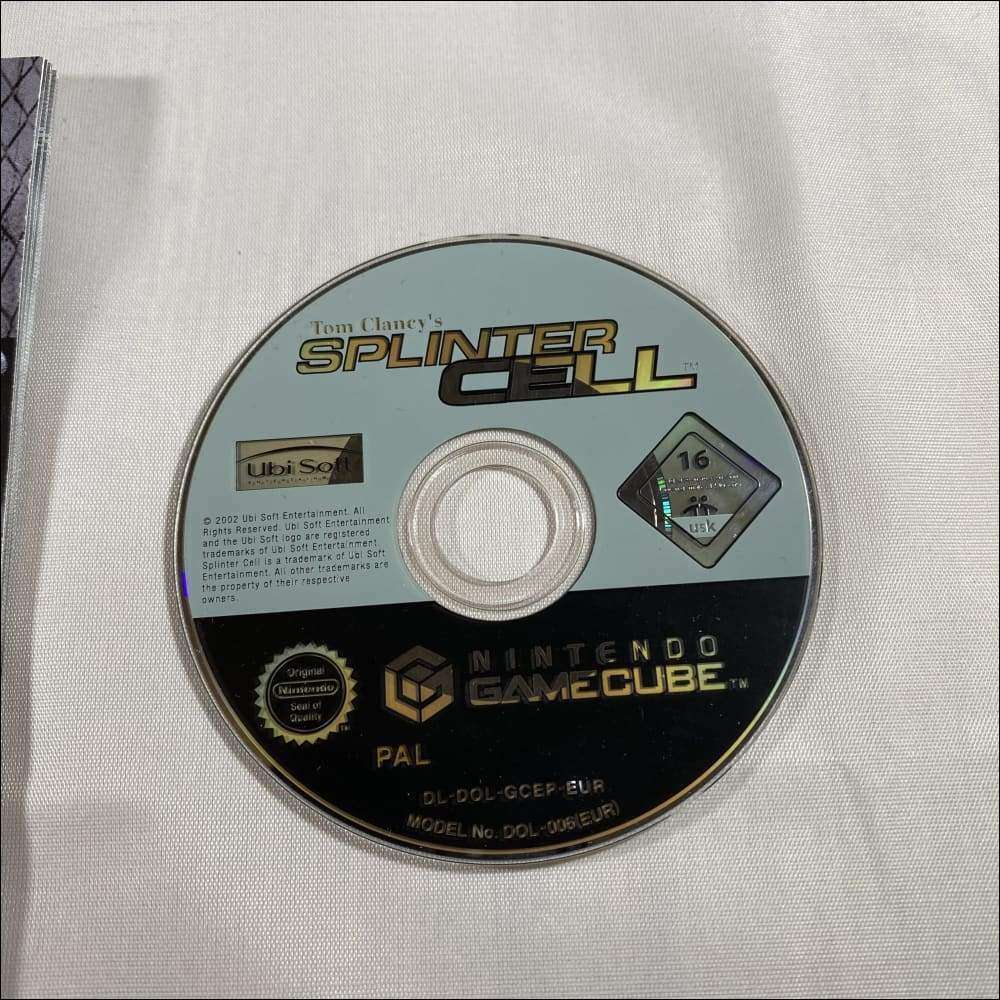 Tom Clancy's
SPLINTER
CELL™
Ubi Soft
16
usk
© 2002 Ubi Soft Entertainment. All
Rights Reserved. Ubi Soft Entertainment
and the Ubi Soft logo are registered
trademarks of Ubi Soft Entertainment.
Splinter Cell is a trademark of Ubi Soft
Entertainment. All other trademarks are
the property of their respective
owners.
NINTENDO
GAMECUBE™
Original
Nintendo
Seal of
Quality
TM
PAL
DL-DOL-GCEP-EUR
MODEL No. DOL-006(EUR)